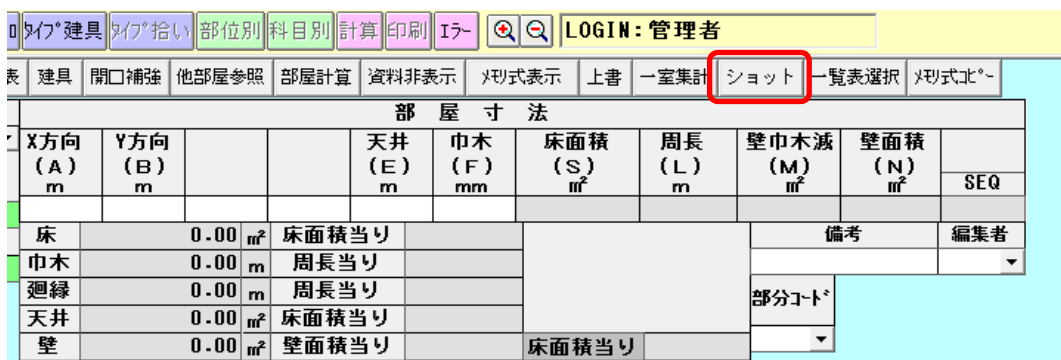 ﾛ ﾀｲﾌﾟ建具 ﾀｲﾌﾟ拾い 部位別 科目別 計算 印刷 ｴﾗｰ LOGIN:管理者
表 建具 開口補強 他部屋参照 部屋計算 資料非表示 ﾒﾓﾘ式表示 上書 一室集計 ショット 一覧表選択 ﾒﾓﾘ式ｺﾋﾟｰ
部 屋 寸 法
X方向 Y方向 天井 巾木 床面積 周長 壁巾木減 壁面積
(A) (B) (E) (F) (S) (L) (M) (N)
m m m mm ㎡ m ㎡ ㎡ SEQ
床 0.00 ㎡ 床面積当り 備考 編集者
巾木 0.00 m 周長当り
廻縁 0.00 m 周長当り 部分ｺｰﾄﾞ
天井 0.00 ㎡ 床面積当り
壁 0.00 ㎡ 壁面積当り 床面積当り